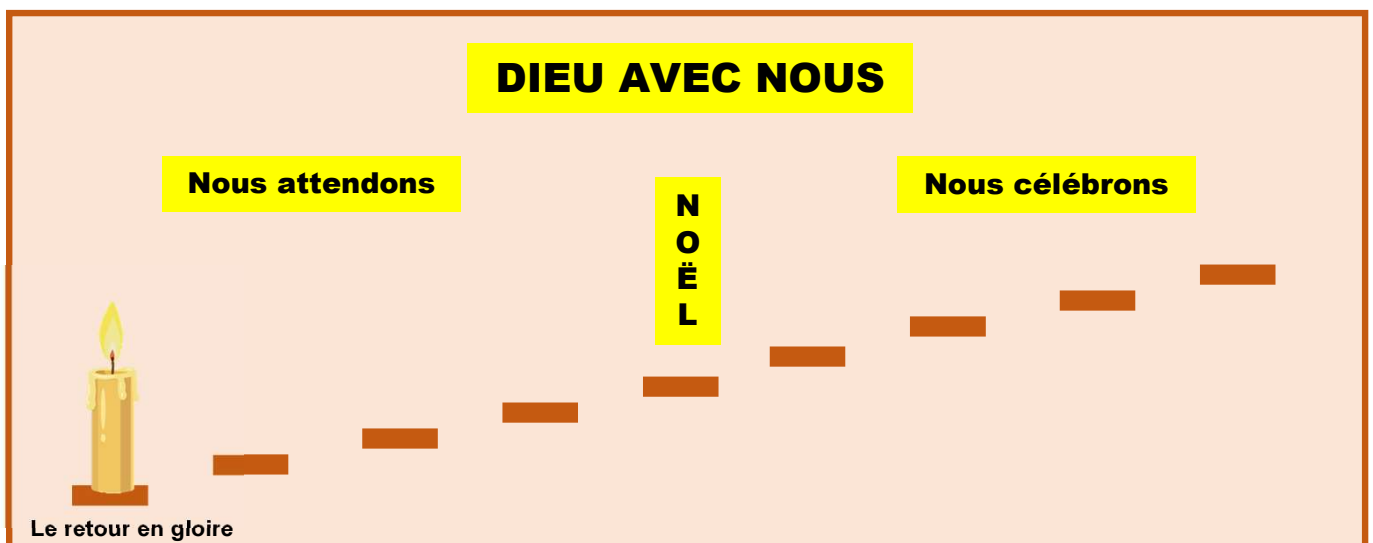 DIEU AVEC NOUS
Nous attendons
N
O
Ë
L
Nous célébrons
Le retour en gloire